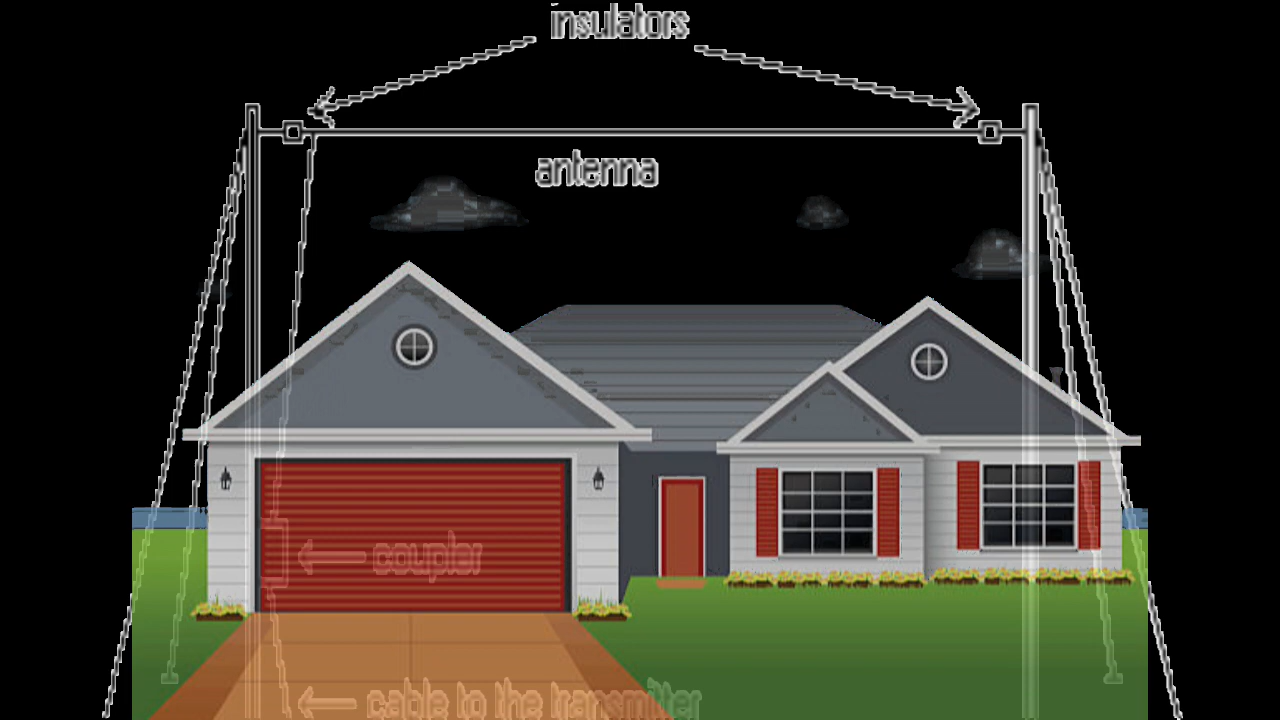 insulators
antenna
coupler
cable to the transmitter